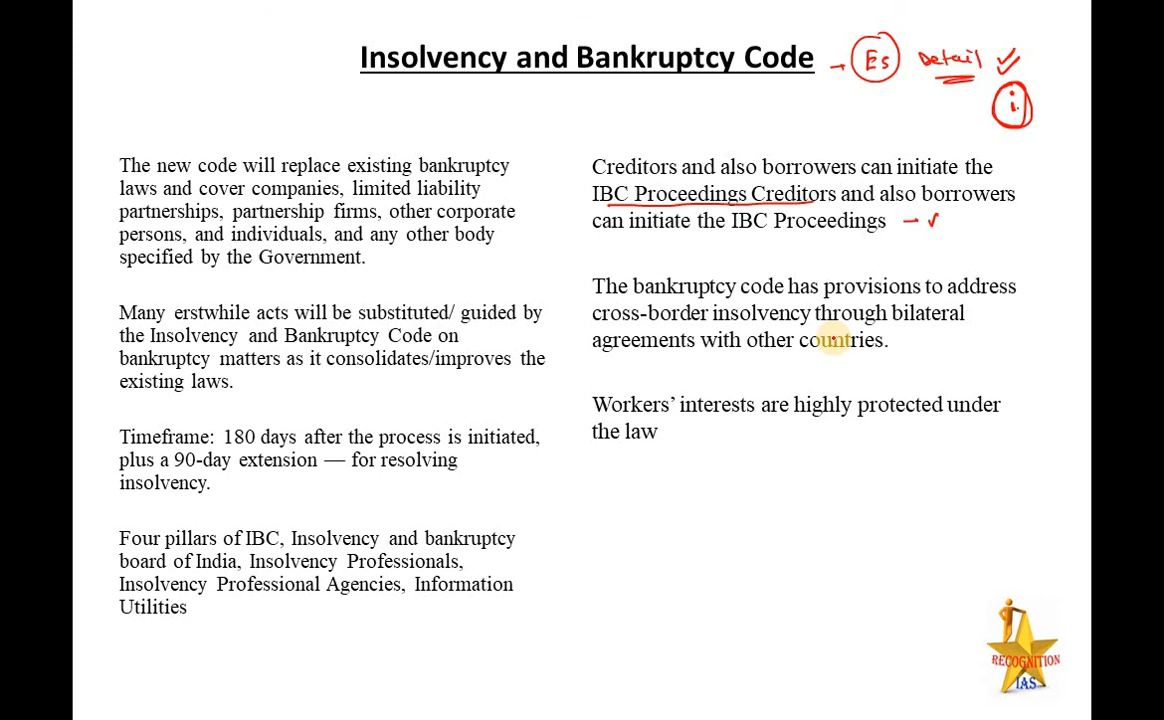 Insolvency and Bankruptcy Code → Es Detail
i
The new code will replace existing bankruptcy
laws and cover companies, limited liability
partnerships, partnership firms, other corporate
persons, and individuals, and any other body
specified by the Government.
Many erstwhile acts will be substituted/ guided by
the Insolvency and Bankruptcy Code on
bankruptcy matters as it consolidates/improves the
existing laws.
Timeframe: 180 days after the process is initiated,
plus a 90-day extension — for resolving
insolvency.
Four pillars of IBC, Insolvency and bankruptcy
board of India, Insolvency Professionals,
Insolvency Professional Agencies, Information
Utilities
Creditors and also borrowers can initiate the
IBC Proceedings Creditors and also borrowers
can initiate the IBC Proceedings
The bankruptcy code has provisions to address
cross-border insolvency through bilateral
agreements with other countries.
Workers’ interests are highly protected under
the law
RECOGNITION
IAS